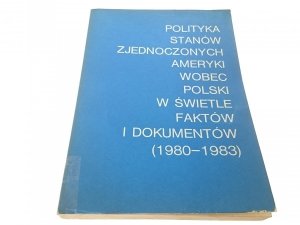 POLITYKA
STANÓW
ZJEDNOCZONYCH
AMERYKI
WOBEC
POLSKI
W ŚWIETLE
FAKTÓW
I DOKUMENTÓW
(1980–1983)